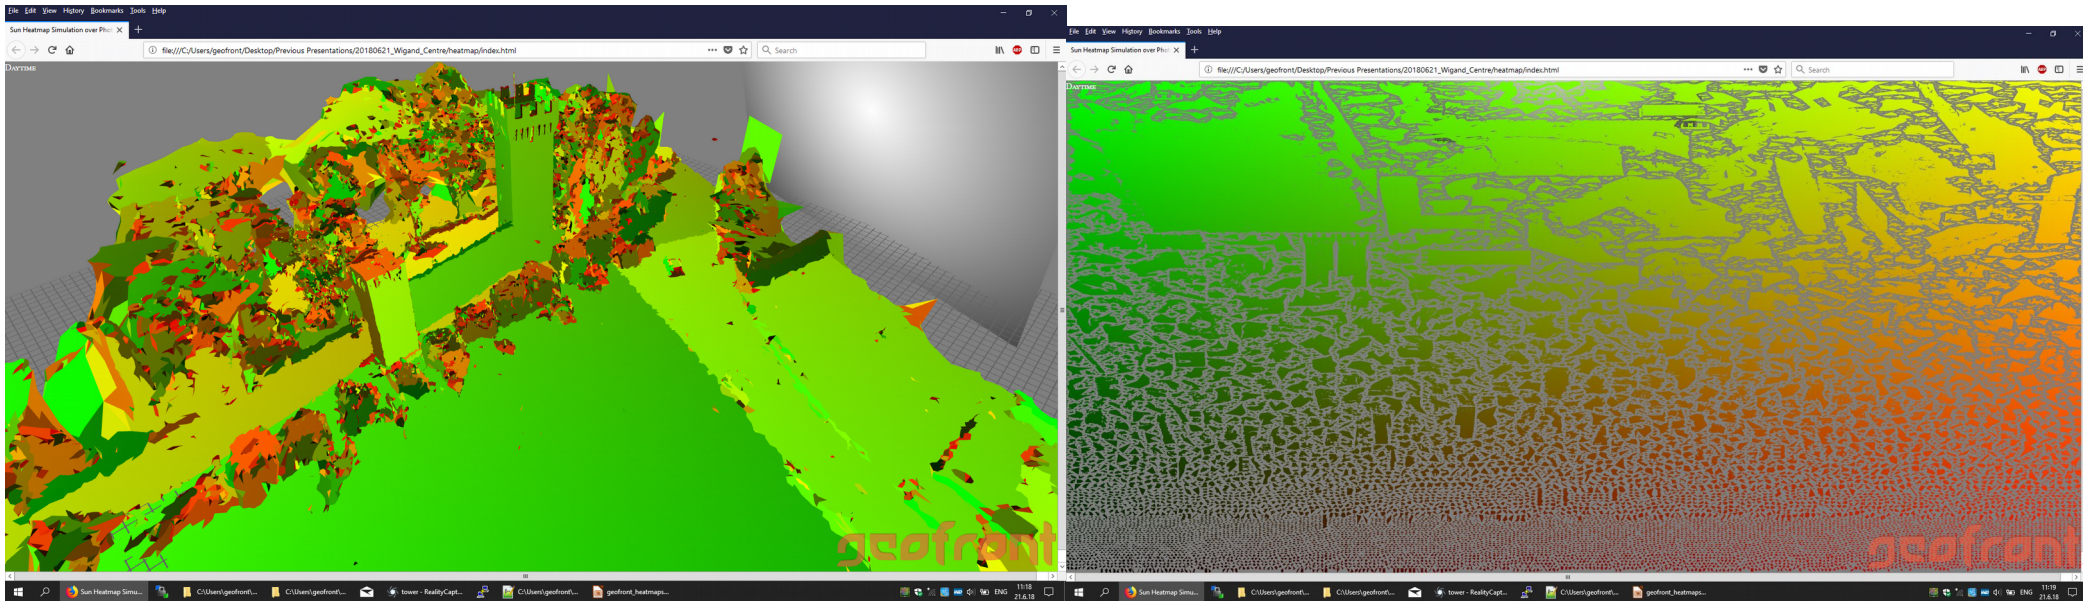 File Edit View History Bookmarks Tools Help
Sun Heatmap Simulation over Phot
file:///C:/Users/geofront/Desktop/Previous Presentations/20180621_Wigand_Centre/heatmap/index.html
Search
DAYTIME
geofront
Sun Heatmap Simu...
C:\Users\geofront\...
C:\Users\geofront\...
tower - RealityCapt...
C:\Users\geofront\...
geofront_heatmaps...
ENG
11:18
21.6.18
File Edit View History Bookmarks Tools Help
Sun Heatmap Simulation over Phot
file:///C:/Users/geofront/Desktop/Previous Presentations/20180621_Wigand_Centre/heatmap/index.html
Search
DAYTIME
geofront
Sun Heatmap Simu...
C:\Users\geofront\...
C:\Users\geofront\...
tower - RealityCapt...
C:\Users\geofront\...
geofront_heatmaps...
ENG
11:19
21.6.18